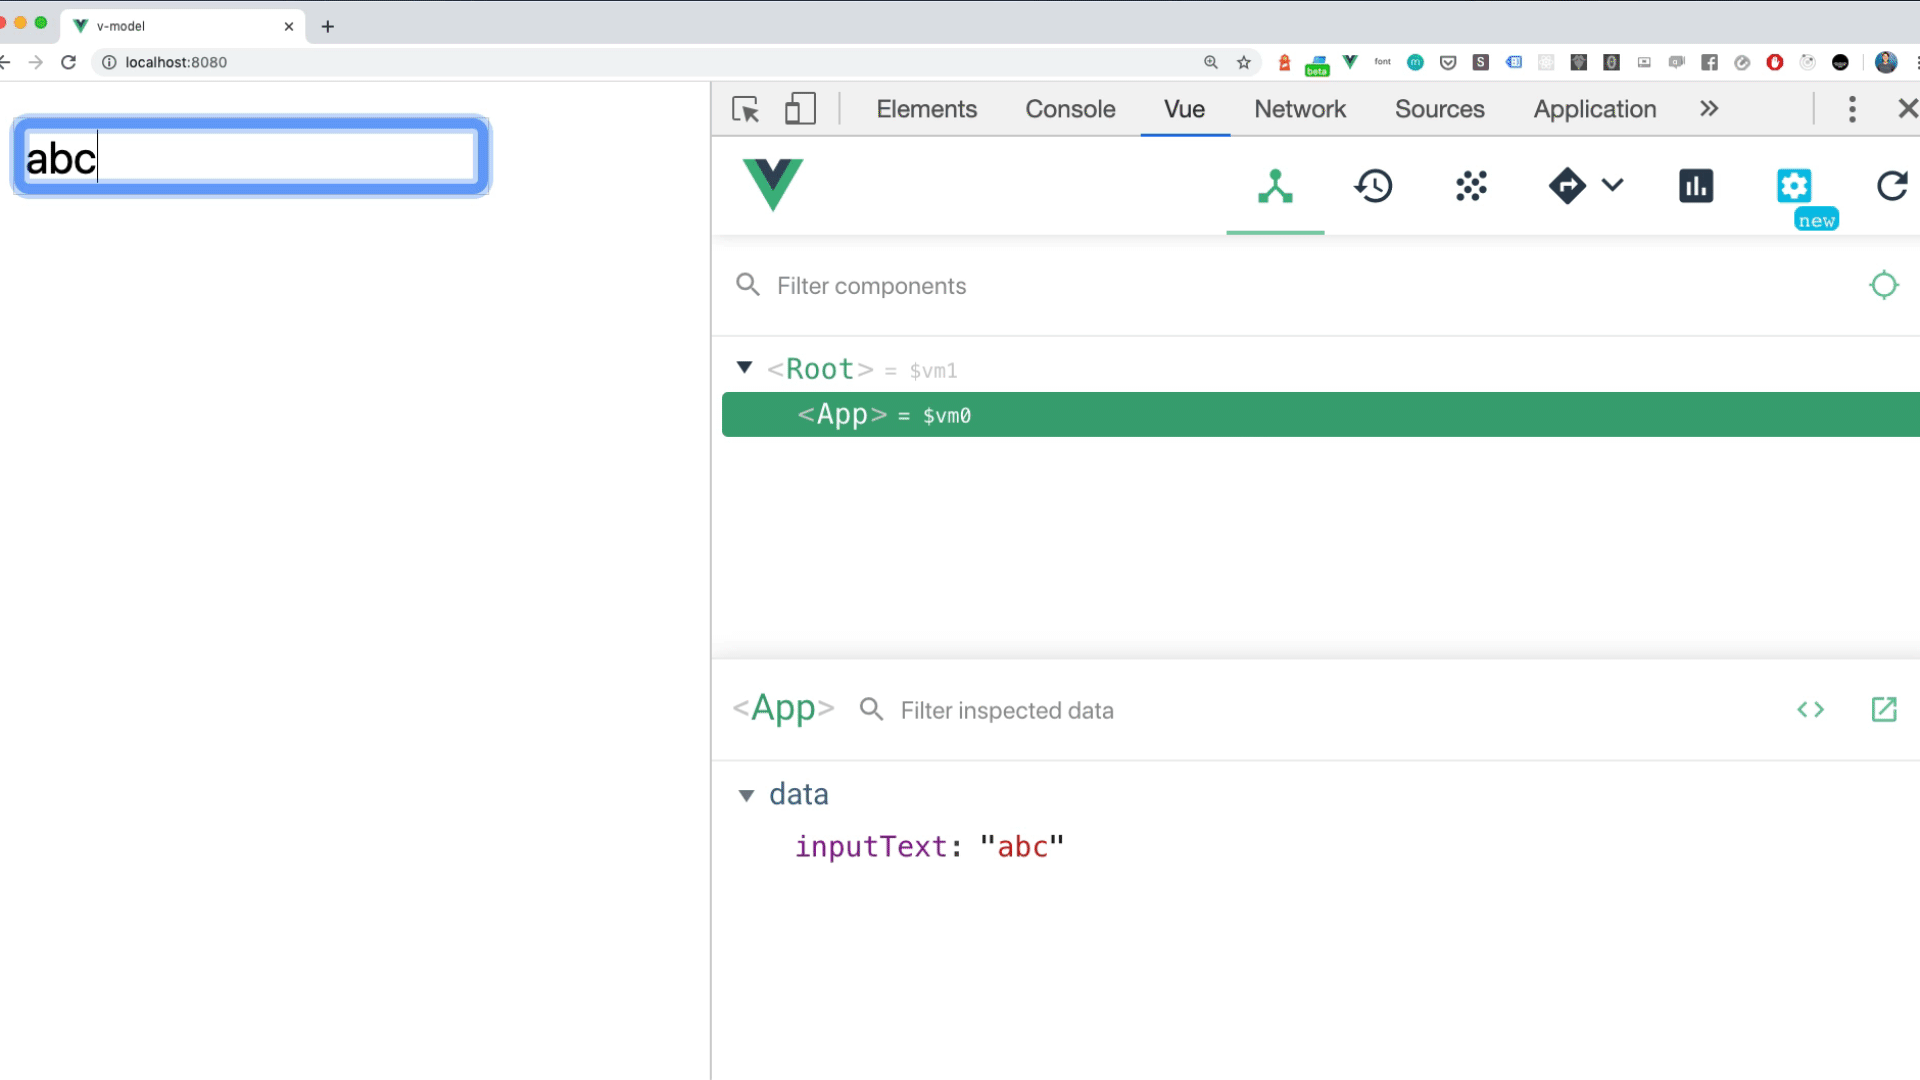 v-model
localhost:8080
beta
font
m
S
abc
Elements Console Vue Network Sources Application
new
Filter components
<Root> = $vm1
<App> = $vm0
<App> Filter inspected data
data
inputText: "abc"